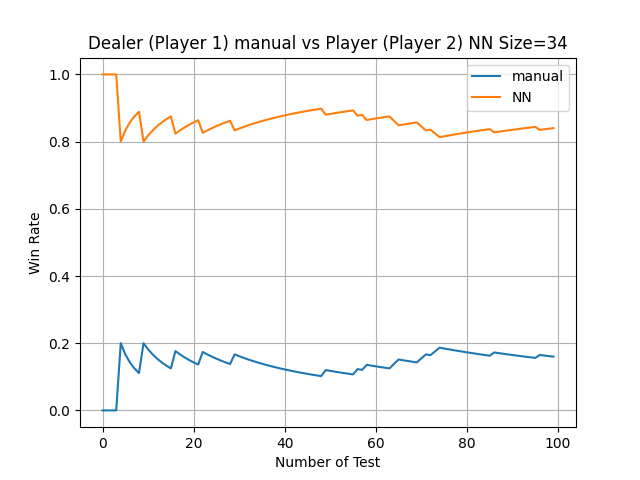 Dealer (Player 1) manual vs Player (Player 2) NN Size=34
manual
NN
Win Rate
1.0
0.8
0.6
0.4
0.2
0.0
0 20 40 60 80 100
Number of Test